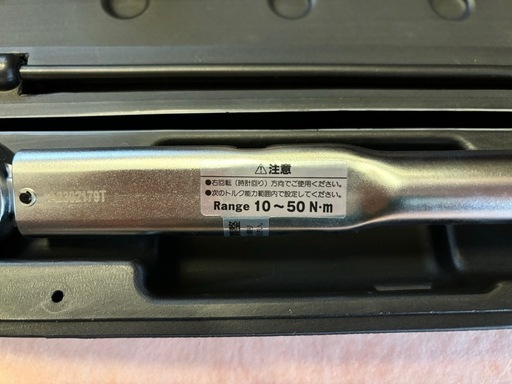 ⚠注意
●右回転(時計回り)方向でご使用ください。
●次のトルク能力範囲内で設定してください。
Range 10～50 N·m